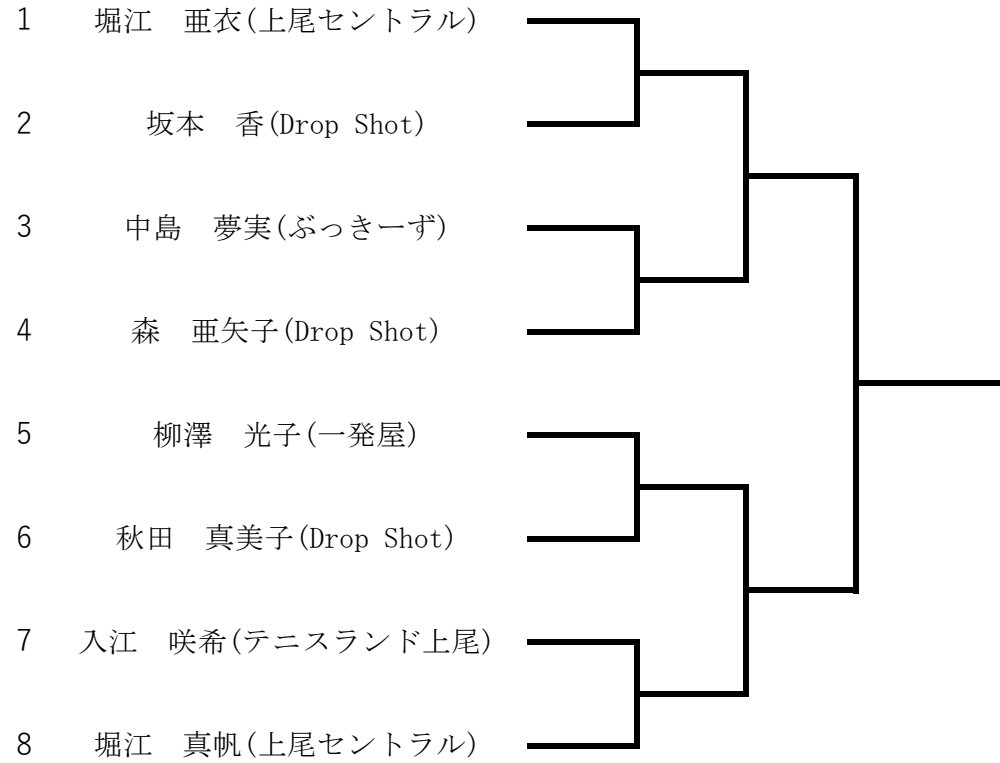 1 堀江　亜衣(上尾セントラル)
2 坂本　香(Drop Shot)
3 中島　夢実(ぶっきーず)
4 森　亜矢子(Drop Shot)
5 柳澤　光子(一発屋)
6 秋田　真美子(Drop Shot)
7 入江　咲希(テニスランド上尾)
8 堀江　真帆(上尾セントラル)